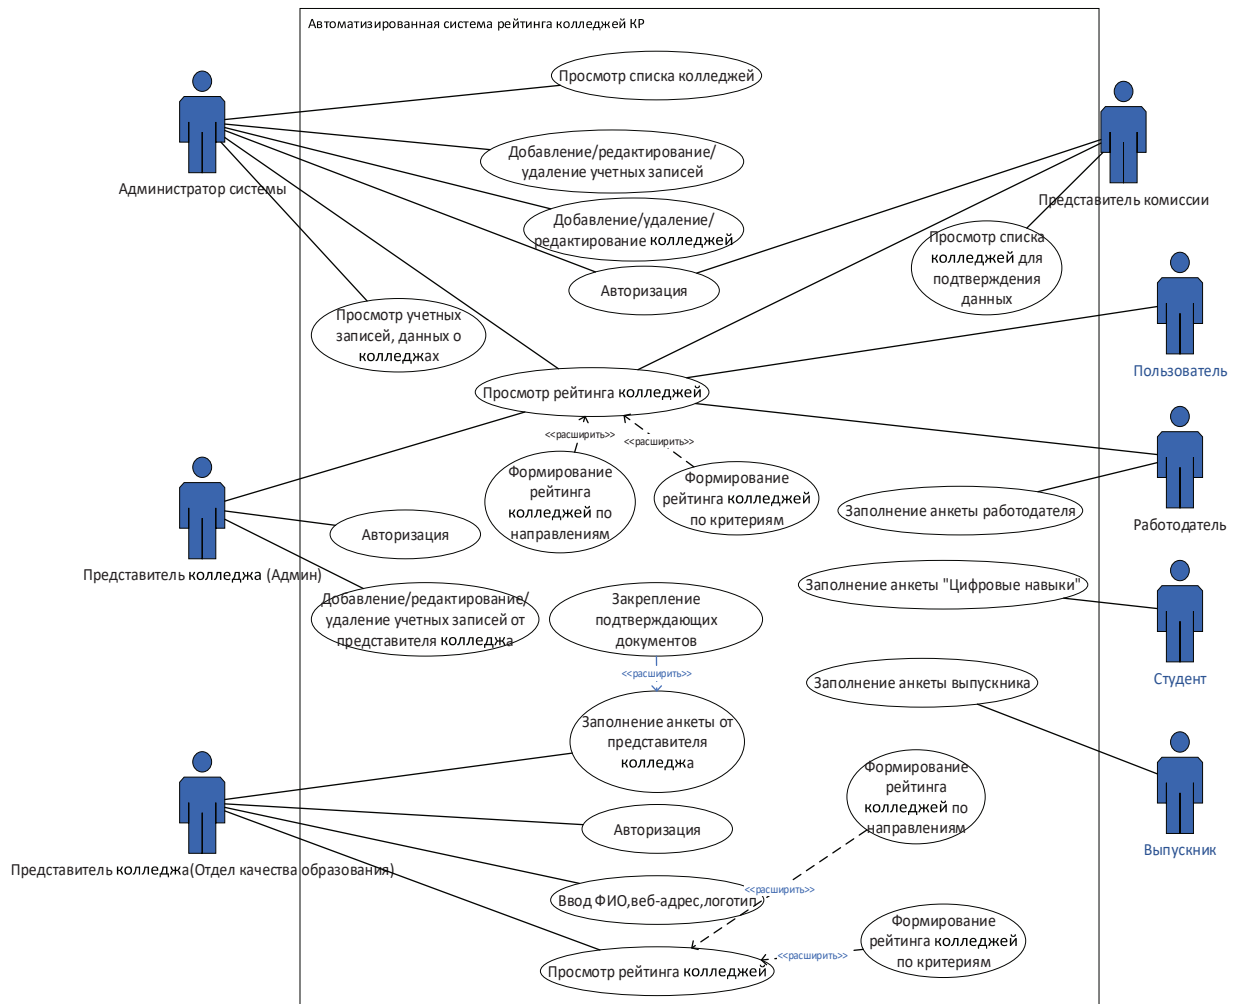 Автоматизированная система рейтинга колледжей КР
Просмотр списка колледжей
Администратор системы
Добавление/редактирование/
удаление учетных записей
Представитель комиссии
Добавление/удаление/
редактирование колледжей
Просмотр списка
колледжей для
подтверждения
данных
Авторизация
Просмотр учетных
записей, данных о
колледжах
Пользователь
Просмотр рейтинга колледжей
<<расширить>>
<<расширить>>
Формирование
рейтинга
колледжей по
направлениям
Формирование
рейтинга колледжей
по критериям
Заполнение анкеты работодателя
Работодатель
Авторизация
Представитель колледжа (Админ)
Заполнение анкеты "Цифровые навыки"
Добавление/редактирование/
удаление учетных записей от
представителя колледжа
Закрепление
подтверждающих
документов
<<расширить>>
Студент
Заполнение анкеты выпускника
Заполнение анкеты от
представителя
колледжа
Формирование
рейтинга
колледжей по
направлениям
Авторизация
Выпускник
Представитель колледжа(Отдел качества образования)
<<расширить>>
Ввод ФИО,веб-адрес,логотип
Формирование
рейтинга колледжей
по критериям
<<расширить>>
Просмотр рейтинга колледжей